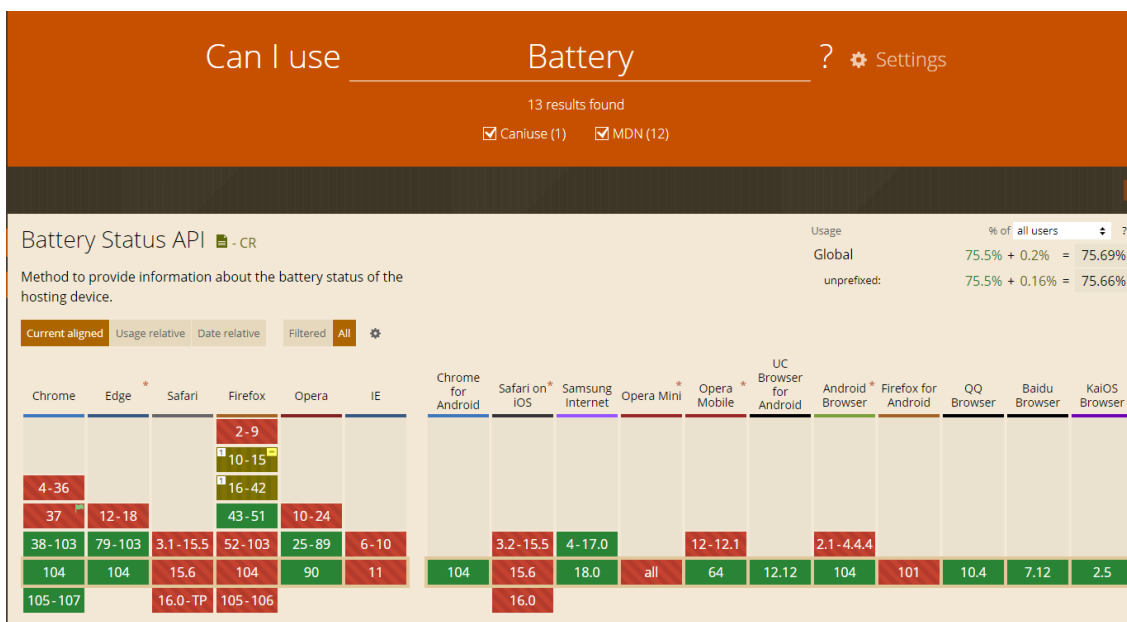 Can I use Battery ? Settings
13 results found
Caniuse (1) MDN (12)
Battery Status API - CR
Usage % of all users ?
Global 75.5% + 0.2% = 75.69%
unprefixed: 75.5% + 0.16% = 75.66%
Method to provide information about the battery status of the
hosting device.
Current aligned Usage relative Date relative Filtered All
Chrome Edge * Safari Firefox Opera IE Chrome for Android Safari on iOS * Samsung Internet Opera Mini * Opera Mobile * UC Browser for Android Android Browser * Firefox for Android QQ Browser Baidu Browser KaiOS Browser
2-9
1 10-15
4-36 1 16-42
37 12-18 43-51 10-24
38-103 79-103 3.1-15.5 52-103 25-89 6-10 3.2-15.5 4-17.0 12-12.1 2.1-4.4.4
104 104 15.6 104 90 11 104 15.6 18.0 all 64 12.12 104 101 10.4 7.12 2.5
105-107 16.0-TP 105-106 16.0